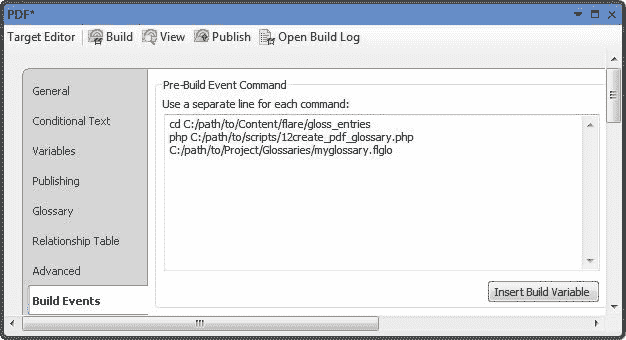 PDF*
Target Editor Build View Publish Open Build Log
General
Conditional Text
Variables
Publishing
Glossary
Relationship Table
Advanced
Build Events
Pre-Build Event Command
Use a separate line for each command:
cd C:/path/to/Content/flare/gloss_entries
php C:/path/to/scripts/12create_pdf_glossary.php
C:/path/to/Project/Glossaries/myglossary.flglo
Insert Build Variable